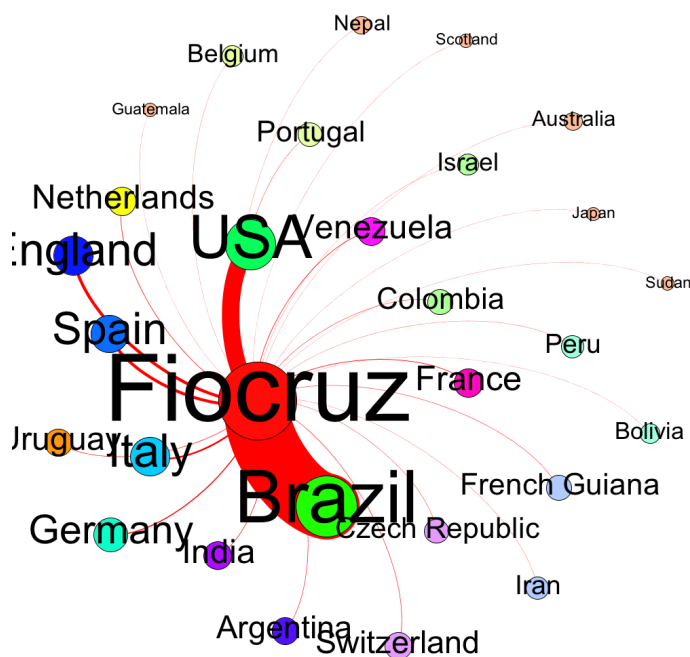 Nepal
Scotland
Belgium
Guatemala
Australia
Portugal
Israel
Netherlands
Japan
USA
Venezuela
England
Sudan
Colombia
Spain
Peru
France
Fiocruz
Bolivia
Uruguay
Italy
French Guiana
Brazil
Czech Republic
Germany
India
Iran
Argentina
Switzerland